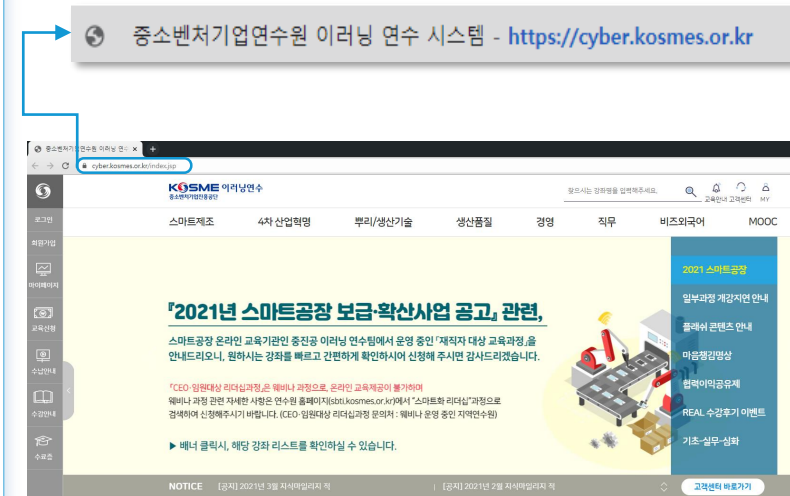 중소벤처기업연수원 이러닝 연수 시스템 - https://cyber.kosmes.or.kr
중소벤처기
cyber.kosmes.or.kr/index.jsp
KOSME 이러닝연수
중소벤처기업진흥공단
찾으시는 강좌명을 입력해주세요.
교육안내 고객센터 MY
로그인
회원가입
마이페이지
교육신청
수납안내
수강안내
수료증
스마트제조 4차 산업혁명 뿌리/생산기술 생산품질 경영 직무 비즈외국어 MOOC
『2021년 스마트공장 보급·확산사업 공고』 관련,
스마트공장 온라인 교육기관인 중진공 이러닝 연수팀에서 운영 중인 「재직자 대상 교육과정」을
안내드리오니, 원하시는 강좌를 빠르고 간편하게 확인하시어 신청해 주시면 감사드리겠습니다.
『CEO·임원대상 리더십과정』은 웨비나 과정으로, 온라인 교육제공이 불가하며
웨비나 과정 관련 자세한 사항은 연수원 홈페이지(sbti.kosmes.or.kr)에서 "스마트화 리더십"과정으로
검색하여 신청해주시기 바랍니다. (CEO·임원대상 리더십과정 문의처 : 웨비나 운영 중인 지역연수원)
▶ 배너 클릭시, 해당 강좌 리스트를 확인하실 수 있습니다.
2021 스마트공장
일부과정 개강지연 안내
플래쉬 콘텐츠 안내
마음챙김명상
협력이익공유제
REAL 수강후기 이벤트
기초-실무-심화
NOTICE [공지] 2021년 3월 지식마일리지 적 [공지] 2021년 2월 지식마일리지 적
고객센터 바로가기